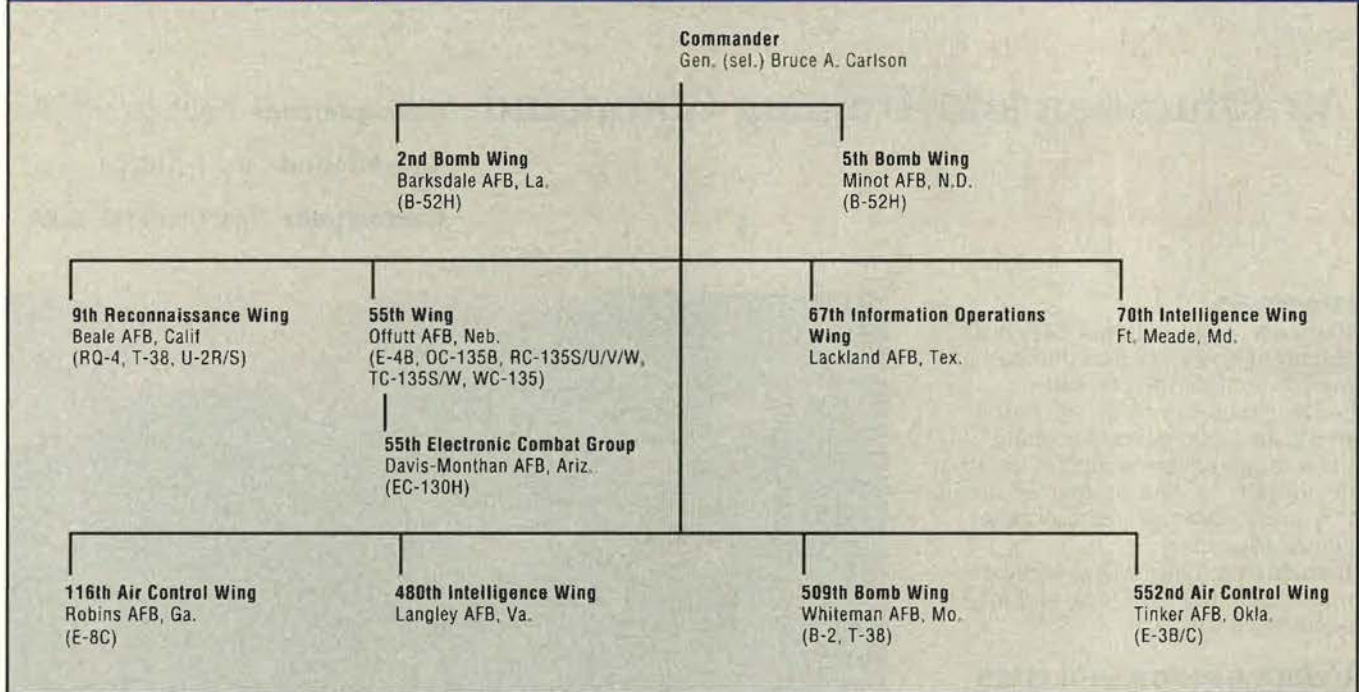 Commander
Gen. (sel.) Bruce A. Carlson
2nd Bomb Wing
Barksdale AFB, La.
(B-52H)
5th Bomb Wing
Minot AFB, N.D.
(B-52H)
9th Reconnaissance Wing
Beale AFB, Calif
(RQ-4, T-38, U-2R/S)
55th Wing
Offutt AFB, Neb.
(E-4B, OC-135B, RC-135S/U/V/W,
TC-135S/W, WC-135)
55th Electronic Combat Group
Davis-Monthan AFB, Ariz.
(EC-130H)
67th Information Operations
Wing
Lackland AFB, Tex.
70th Intelligence Wing
Ft. Meade, Md.
116th Air Control Wing
Robins AFB, Ga.
(E-8C)
480th Intelligence Wing
Langley AFB, Va.
509th Bomb Wing
Whiteman AFB, Mo.
(B-2, T-38)
552nd Air Control Wing
Tinker AFB, Okla.
(E-3B/C)